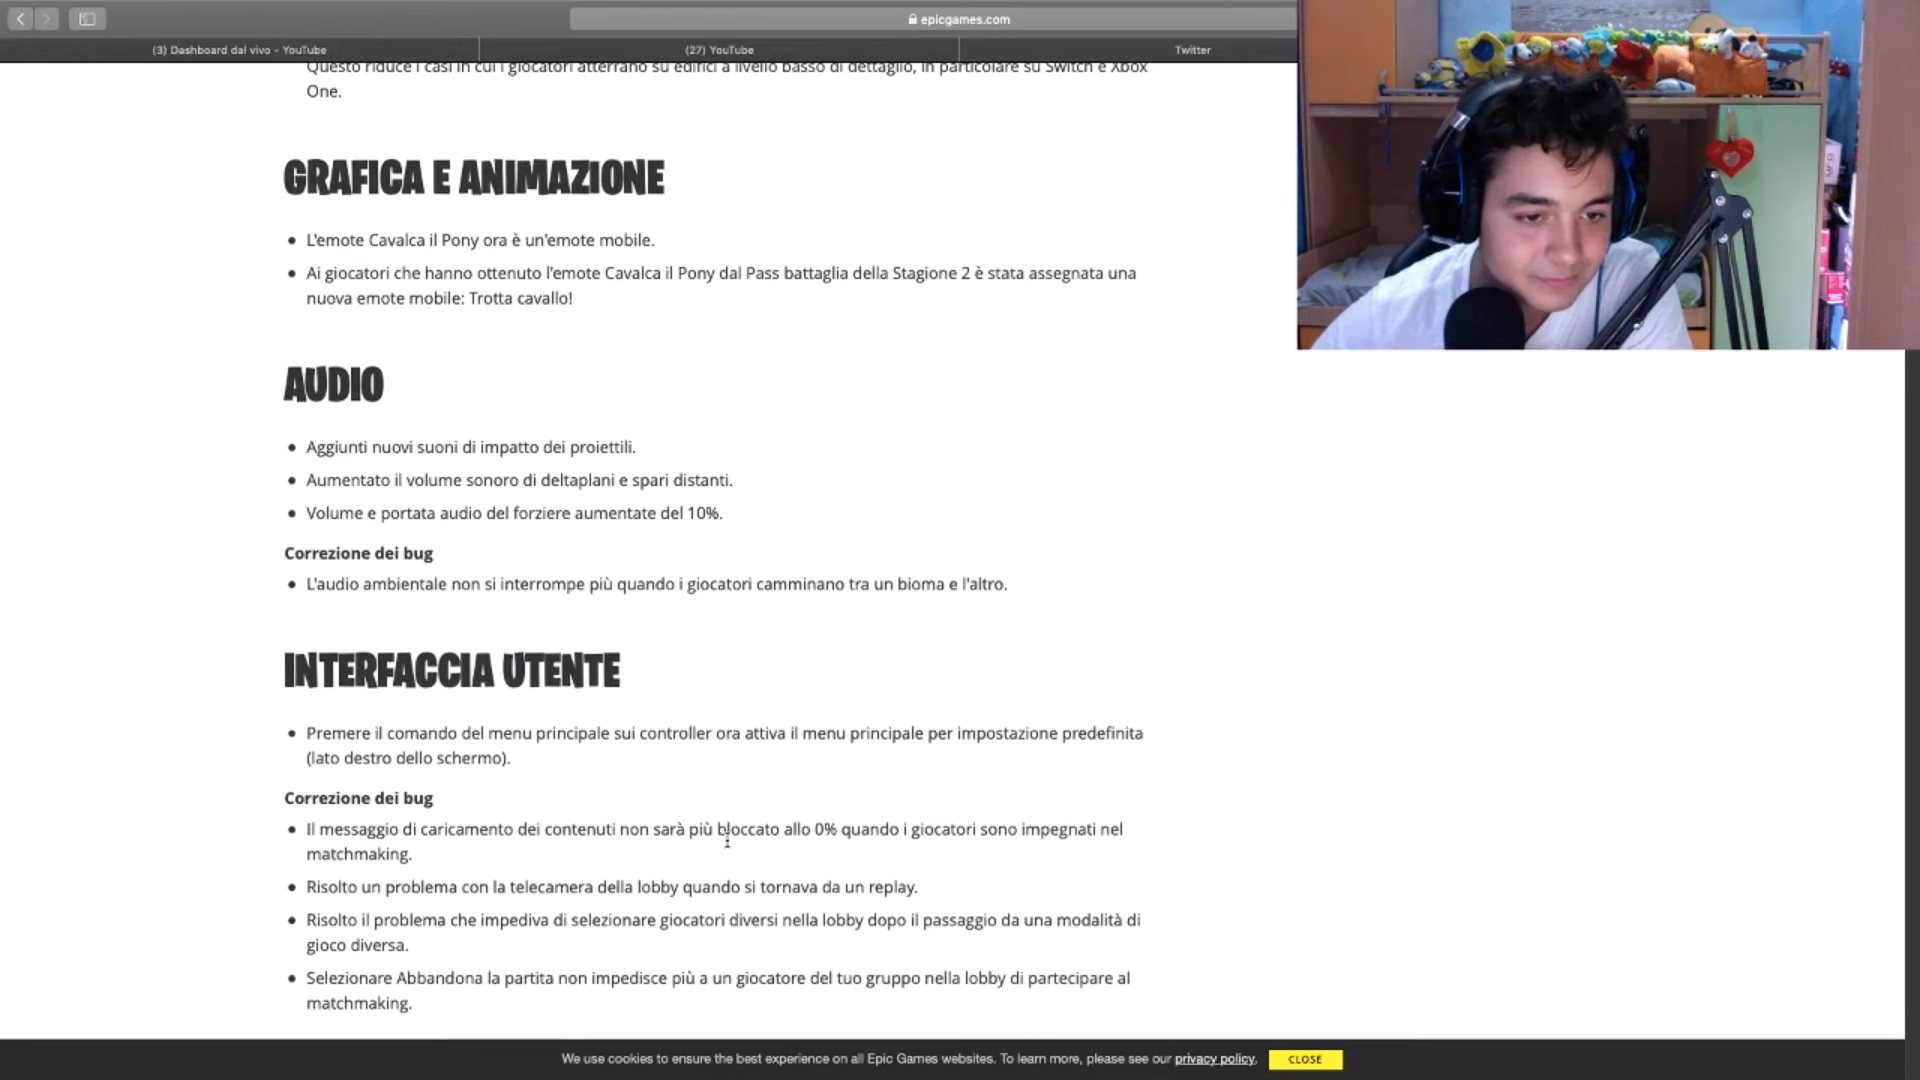 epicgames.com
(3) Dashboard dal vivo - YouTube
(27) YouTube
Twitter
Questo riduce i casi in cui i giocatori atterrano su edifici a livello basso di dettaglio, in particolare su Switch e Xbox
One.
GRAFICA E ANIMAZIONE
• L'emote Cavalca il Pony ora è un'emote mobile.
• Ai giocatori che hanno ottenuto l'emote Cavalca il Pony dal Pass battaglia della Stagione 2 è stata assegnata una
nuova emote mobile: Trotta cavallo!
AUDIO
• Aggiunti nuovi suoni di impatto dei proiettili.
• Aumentato il volume sonoro di deltaplani e spari distanti.
• Volume e portata audio del forziere aumentate del 10%.
Correzione dei bug
• L'audio ambientale non si interrompe più quando i giocatori camminano tra un bioma e l'altro.
INTERFACCIA UTENTE
• Premere il comando del menu principale sui controller ora attiva il menu principale per impostazione predefinita
(lato destro dello schermo).
Correzione dei bug
• Il messaggio di caricamento dei contenuti non sarà più bloccato allo 0% quando i giocatori sono impegnati nel
matchmaking.
• Risolto un problema con la telecamera della lobby quando si tornava da un replay.
• Risolto il problema che impediva di selezionare giocatori diversi nella lobby dopo il passaggio da una modalità di
gioco diversa.
• Selezionare Abbandona la partita non impedisce più a un giocatore del tuo gruppo nella lobby di partecipare al
matchmaking.
We use cookies to ensure the best experience on all Epic Games websites. To learn more, please see our privacy policy.
CLOSE